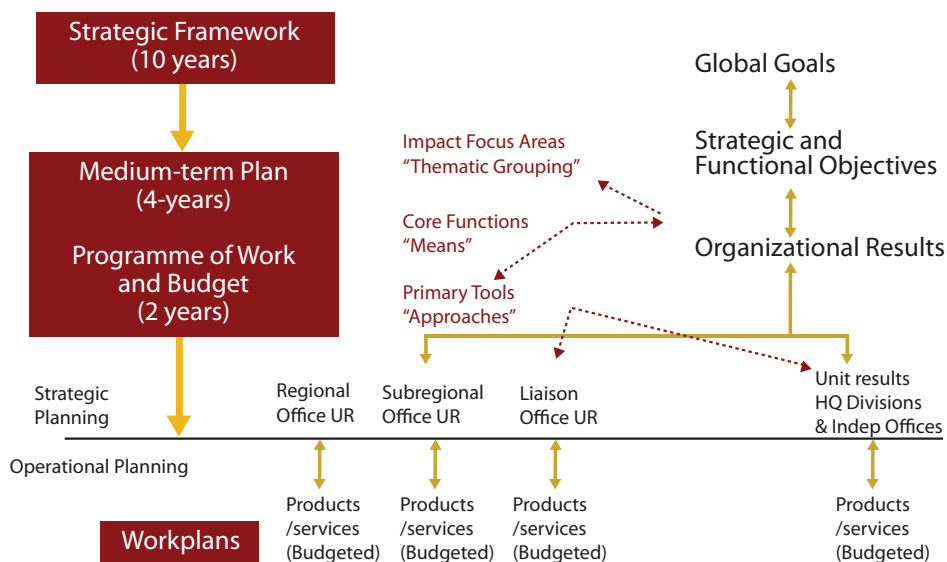 Strategic Framework
(10 years)
Medium-term Plan
(4-years)
Programme of Work
and Budget
(2 years)
Global Goals
Strategic and
Functional Objectives
Organizational Results
Impact Focus Areas
“Thematic Grouping”
Core Functions
“Means”
Primary Tools
“Approaches”
Strategic
Planning
Regional
Office UR
Subregional
Office UR
Liaison
Office UR
Unit results
HQ Divisions
& Indep Offices
Operational Planning
Workplans
Products
/services
(Budgeted)
Products
/services
(Budgeted)
Products
/services
(Budgeted)
Products
/services
(Budgeted)